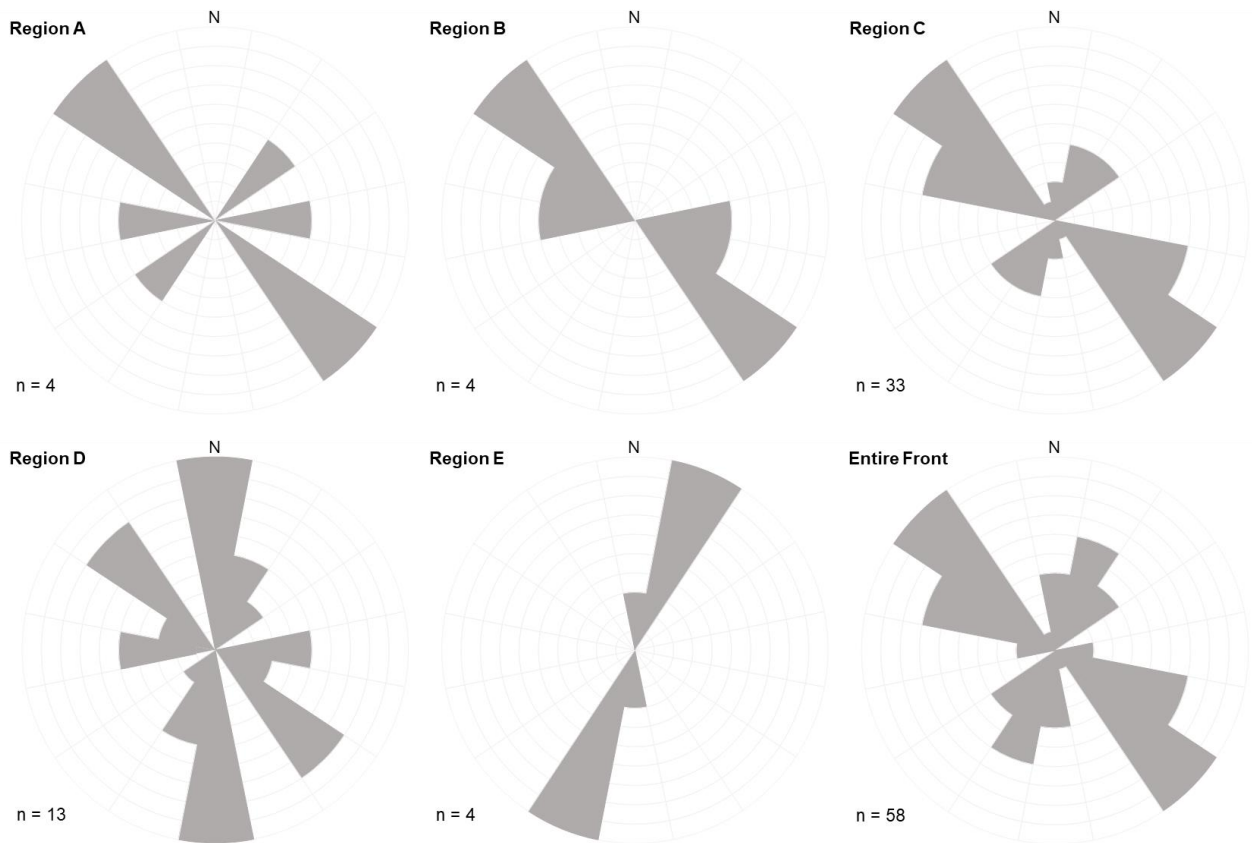 Region A
N
Region B
N
Region C
N
n = 4
n = 4
n = 33
Region D
N
Region E
N
Entire Front
N
n = 13
n = 4
n = 58